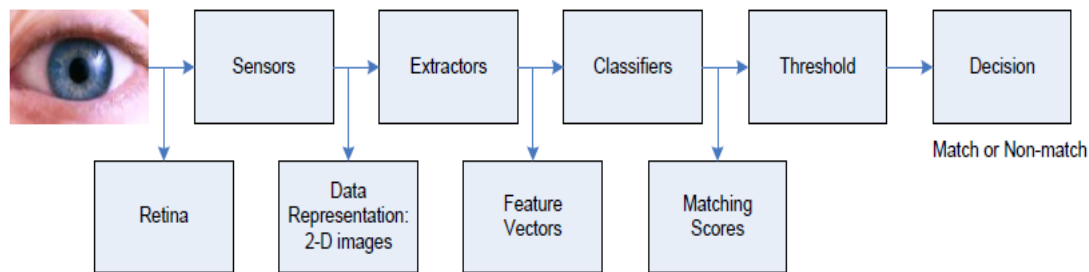 Sensors
Extractors
Classifiers
Threshold
Decision
Match or Non-match
Retina
Data
Representation:
2-D images
Feature
Vectors
Matching
Scores